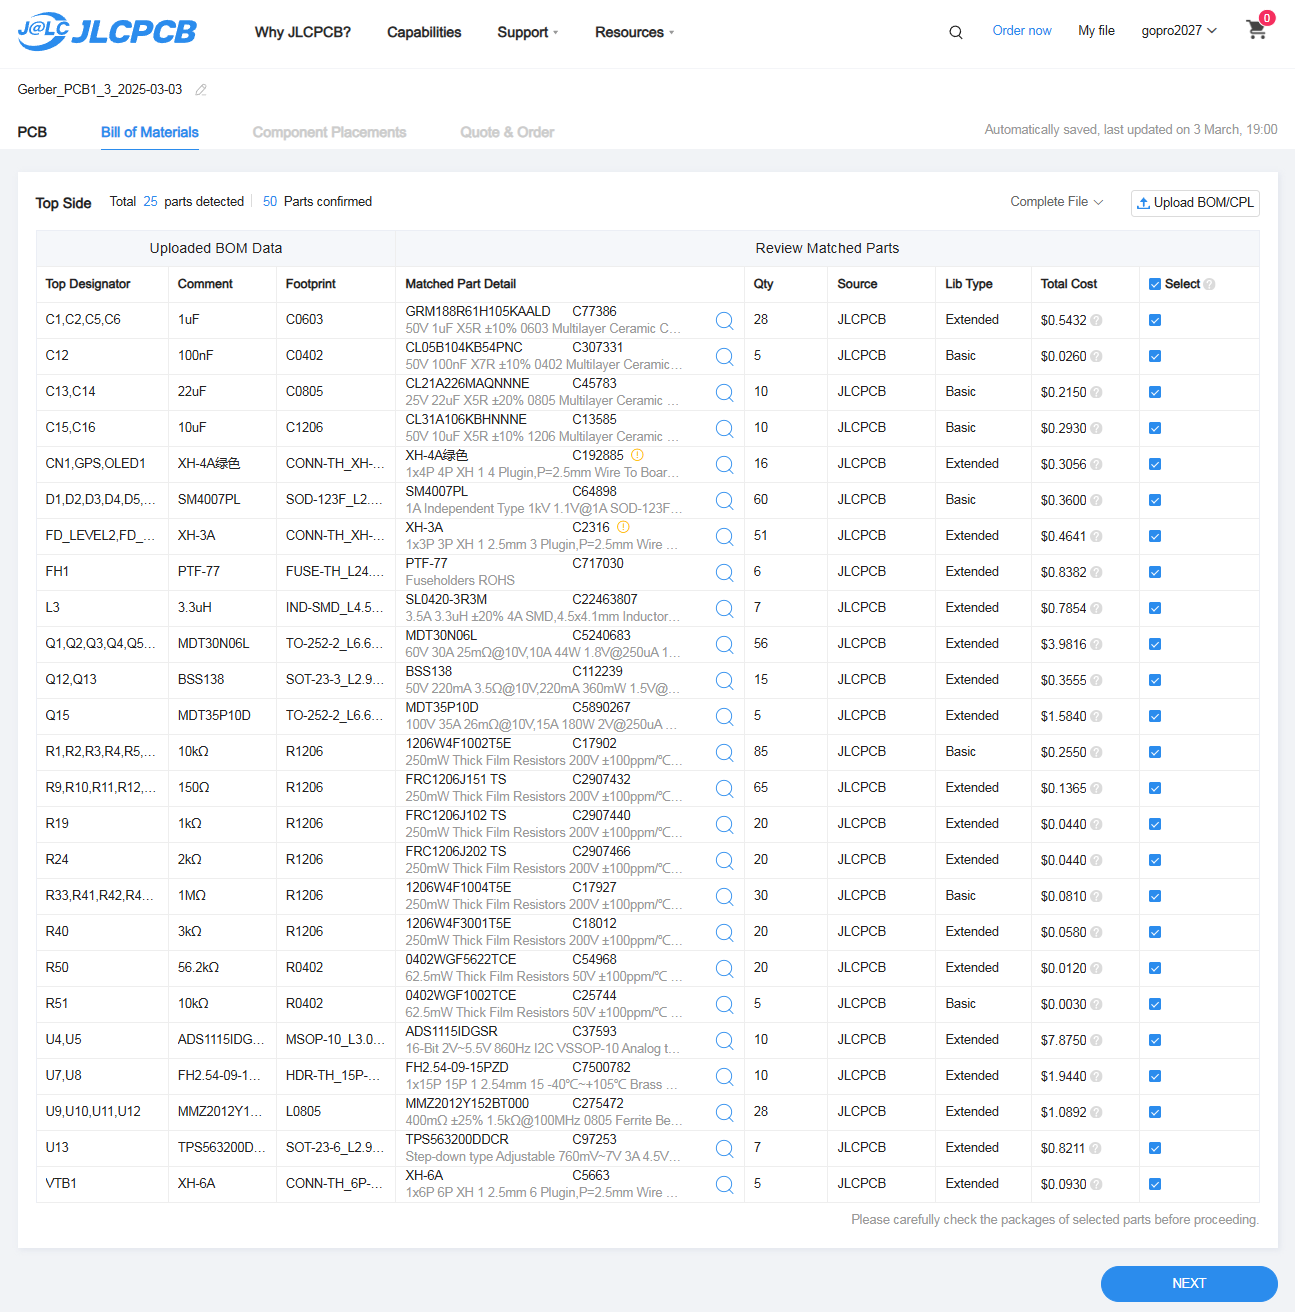 J@LC JLCPCB Why JLCPCB? Capabilities Support Resources Order now My file gopro2027 0
Gerber_PCB1_3_2025-03-03
PCB Bill of Materials Component Placements Quote & Order Automatically saved, last updated on 3 March, 19:00
Top Side Total 25 parts detected 50 Parts confirmed Complete File Upload BOM/CPL
Uploaded BOM Data Review Matched Parts
Top Designator Comment Footprint Matched Part Detail Qty Source Lib Type Total Cost Select
C1,C2,C5,C6 1uF C0603 GRM188R61H105KAALD C77386 28 JLCPCB Extended $0.5432
50V 1uF X5R ±10% 0603 Multilayer Ceramic C...
C12 100nF C0402 CL05B104KB54PNC C307331 5 JLCPCB Basic $0.0260
50V 100nF X7R ±10% 0402 Multilayer Ceramic...
C13,C14 22uF C0805 CL21A226MAQNNNE C45783 10 JLCPCB Basic $0.2150
25V 22uF X5R ±20% 0805 Multilayer Ceramic ...
C15,C16 10uF C1206 CL31A106KBHNNNE C13585 10 JLCPCB Basic $0.2930
50V 10uF X5R ±10% 1206 Multilayer Ceramic ...
CN1,GPS,OLED1 XH-4A绿色 CONN-TH_XH-... XH-4A绿色 C192885 16 JLCPCB Extended $0.3056
1x4P 4P XH 1 4 Plugin,P=2.5mm Wire To Boar...
D1,D2,D3,D4,D5,... SM4007PL SOD-123F_L2.... SM4007PL C64898 60 JLCPCB Basic $0.3600
1A Independent Type 1kV 1.1V@1A SOD-123F...
FD_LEVEL2,FD_... XH-3A CONN-TH_XH-... XH-3A C2316 51 JLCPCB Extended $0.4641
1x3P 3P XH 1 2.5mm 3 Plugin,P=2.5mm Wire ...
FH1 PTF-77 FUSE-TH_L24.... PTF-77 C717030 6 JLCPCB Extended $0.8382
Fuseholders ROHS
L3 3.3uH IND-SMD_L4.5... SL0420-3R3M C22463807 7 JLCPCB Extended $0.7854
3.5A 3.3uH ±20% 4A SMD,4.5x4.1mm Inductor...
Q1,Q2,Q3,Q4,Q5... MDT30N06L TO-252-2_L6.6... MDT30N06L C5240683 56 JLCPCB Extended $3.9816
60V 30A 25mΩ@10V,10A 44W 1.8V@250uA 1...
Q12,Q13 BSS138 SOT-23-3_L2.9... BSS138 C112239 15 JLCPCB Extended $0.3555
50V 220mA 3.5Ω@10V,220mA 360mW 1.5V@...
Q15 MDT35P10D TO-252-2_L6.6... MDT35P10D C5890267 5 JLCPCB Extended $1.5840
100V 35A 26mΩ@10V,15A 180W 2V@250uA ...
R1,R2,R3,R4,R5,... 10kΩ R1206 1206W4F1002T5E C17902 85 JLCPCB Basic $0.2550
250mW Thick Film Resistors 200V ±100ppm/℃...
R9,R10,R11,R12,... 150Ω R1206 FRC1206J151 TS C2907432 65 JLCPCB Extended $0.1365
250mW Thick Film Resistors 200V ±100ppm/℃...
R19 1kΩ R1206 FRC1206J102 TS C2907440 20 JLCPCB Extended $0.0440
250mW Thick Film Resistors 200V ±100ppm/℃...
R24 2kΩ R1206 FRC1206J202 TS C2907466 20 JLCPCB Extended $0.0440
250mW Thick Film Resistors 200V ±100ppm/℃...
R33,R41,R42,R4... 1MΩ R1206 1206W4F1004T5E C17927 30 JLCPCB Basic $0.0810
250mW Thick Film Resistors 200V ±100ppm/℃...
R40 3kΩ R1206 1206W4F3001T5E C18012 20 JLCPCB Extended $0.0580
250mW Thick Film Resistors 200V ±100ppm/℃...
R50 56.2kΩ R0402 0402WGF5622TCE C54968 20 JLCPCB Extended $0.0120
62.5mW Thick Film Resistors 50V ±100ppm/℃ ...
R51 10kΩ R0402 0402WGF1002TCE C25744 5 JLCPCB Basic $0.0030
62.5mW Thick Film Resistors 50V ±100ppm/℃ ...
U4,U5 ADS1115IDG... MSOP-10_L3.0... ADS1115IDGSR C37593 10 JLCPCB Extended $7.8750
16-Bit 2V~5.5V 860Hz I2C VSSOP-10 Analog t...
U7,U8 FH2.54-09-1... HDR-TH_15P-... FH2.54-09-15PZD C7500782 10 JLCPCB Extended $1.9440
1x15P 15P 1 2.54mm 15 -40℃~+105℃ Brass ...
U9,U10,U11,U12 MMZ2012Y1... L0805 MMZ2012Y152BT000 C275472 28 JLCPCB Extended $1.0892
400mΩ ±25% 1.5kΩ@100MHz 0805 Ferrite Be...
U13 TPS563200D... SOT-23-6_L2.9... TPS563200DDCR C97253 7 JLCPCB Extended $0.8211
Step-down type Adjustable 760mV~7V 3A 4.5V...
VTB1 XH-6A CONN-TH_6P-... XH-6A C5663 5 JLCPCB Extended $0.0930
1x6P 6P XH 1 2.5mm 6 Plugin,P=2.5mm Wire ...
Please carefully check the packages of selected parts before proceeding.
NEXT